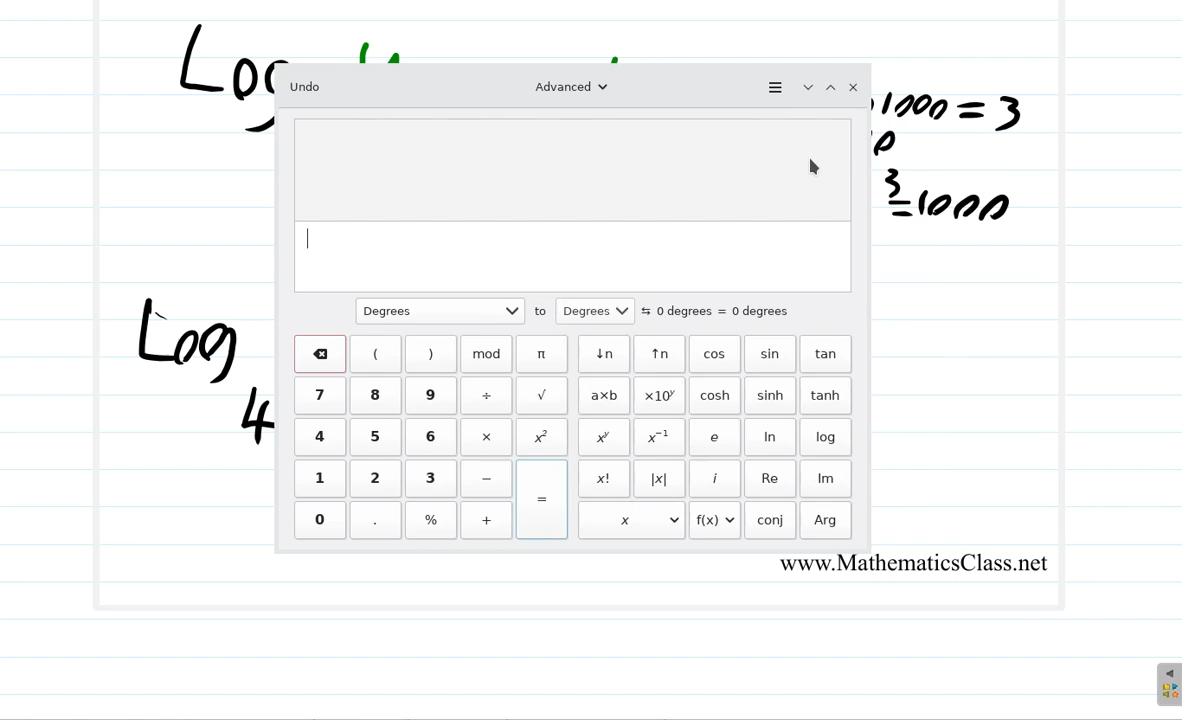 Log
Undo
Advanced
1000 = 3
3
= 1000
Degrees to Degrees ⇆ 0 degrees = 0 degrees
( ) mod π ↓n ↑n cos sin tan
7 8 9 ÷ √ a×b ×10ʸ cosh sinh tanh
4 5 6 × x² xʸ x⁻¹ e ln log
1 2 3 − = x! |x| i Re Im
0 . % + x f(x) conj Arg
Log
4
www.MathematicsClass.net